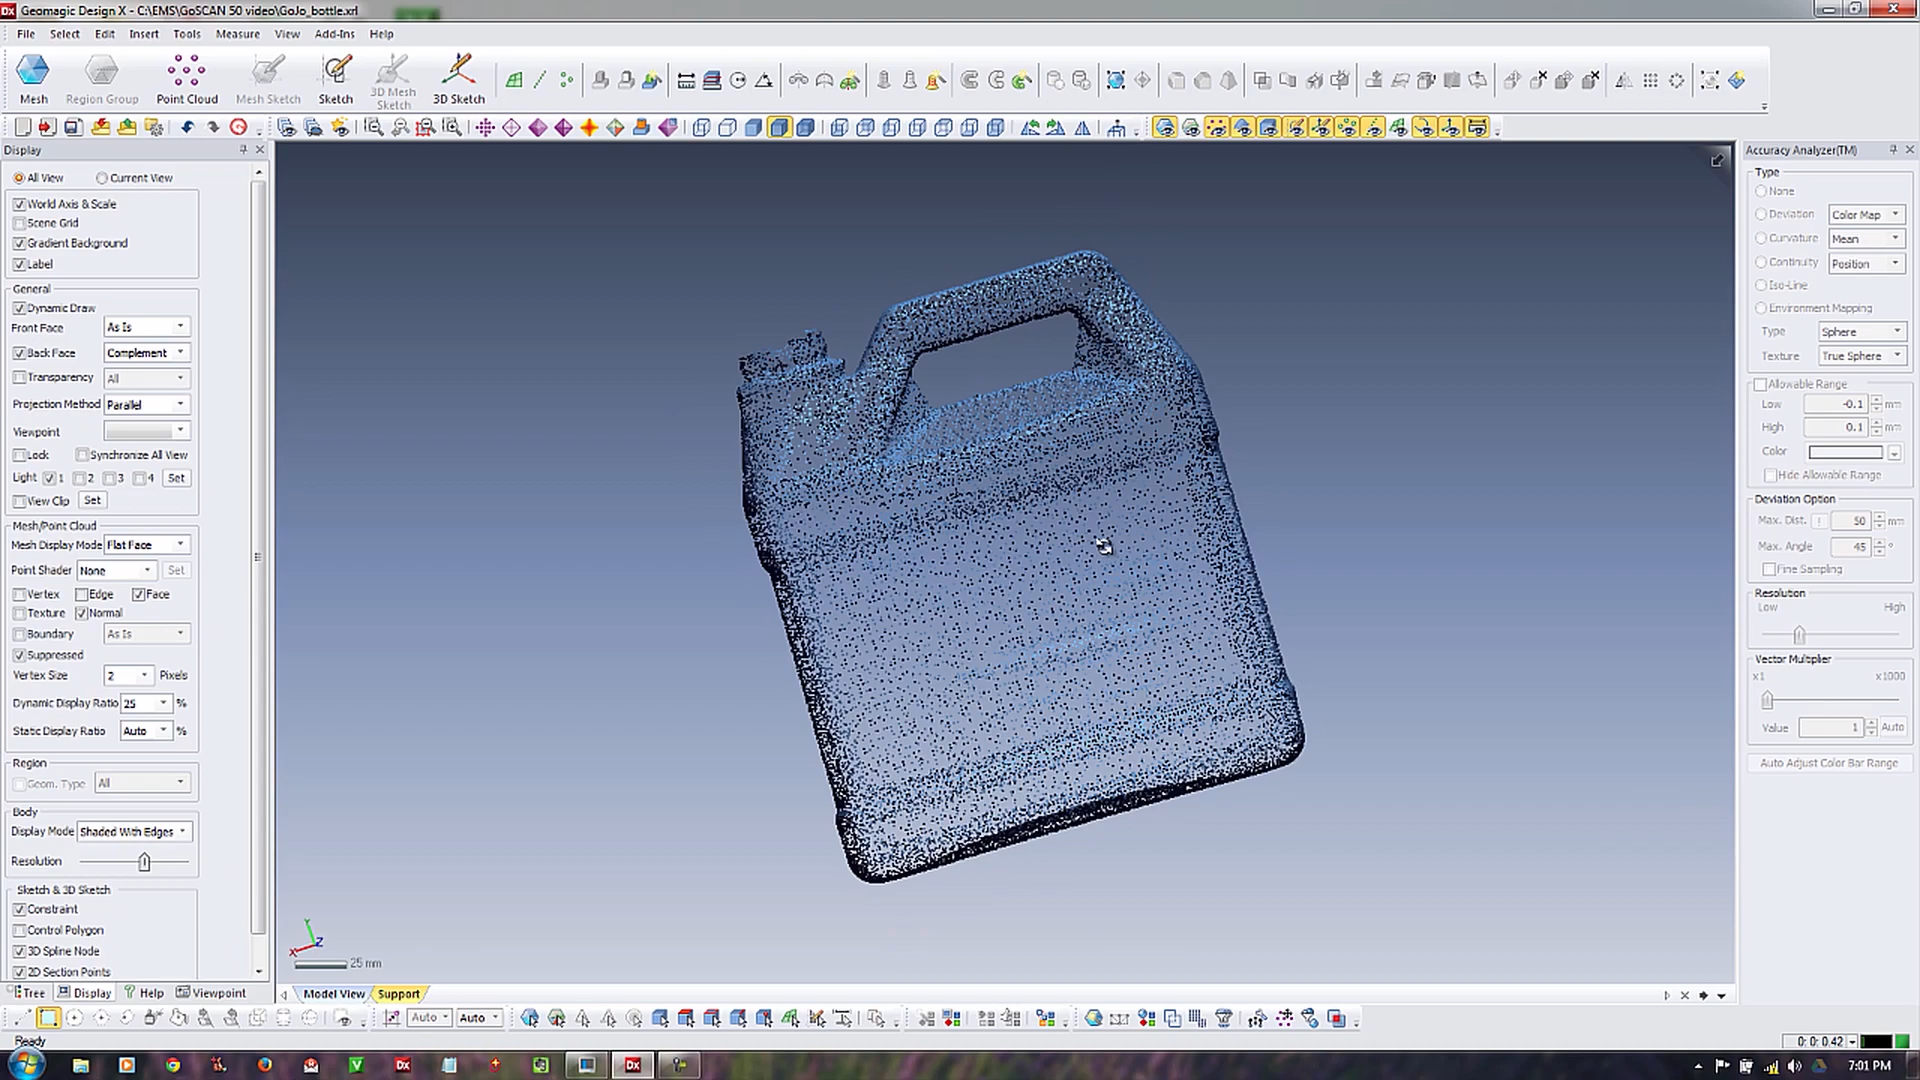 Geomagic Design X - C:\EMS\GoSCAN 50 video\GoJo_bottle.xrl
File Select Edit Insert Tools Measure View Add-Ins Help
Mesh Region Group Point Cloud Mesh Sketch Sketch 3D Mesh Sketch 3D Sketch
Display
All View Current View
World Axis & Scale
Scene Grid
Gradient Background
Label
General
Dynamic Draw
Front Face As Is
Back Face Complement
Transparency All
Projection Method Parallel
Viewpoint
Lock Synchronize All View
Light 1 2 3 4 Set
View Clip Set
Mesh/Point Cloud
Mesh Display Mode Flat Face
Point Shader None Set
Vertex Edge Face
Texture Normal
Boundary As Is
Suppressed
Vertex Size 2 Pixels
Dynamic Display Ratio 25 %
Static Display Ratio Auto %
Region
Geom. Type All
Body
Display Mode Shaded With Edges
Resolution
Sketch & 3D Sketch
Constraint
Control Polygon
3D Spline Node
2D Section Points
Tree Display Help Viewpoint
Y
X Z
25 mm
Model View Support
Accuracy Analyzer(TM)
Type
None
Deviation Color Map
Curvature Mean
Continuity Position
Iso-Line
Environment Mapping
Type Sphere
Texture True Sphere
Allowable Range
Low -0.1 mm
High 0.1 mm
Color
Hide Allowable Range
Deviation Option
Max. Dist. ! 50 mm
Max. Angle 45 °
Fine Sampling
Resolution
Low High
Vector Multiplier
x1 x1000
Value 1 Auto
Auto Adjust Color Bar Range
Auto Auto
Ready
0: 0: 0.42
7:01 PM